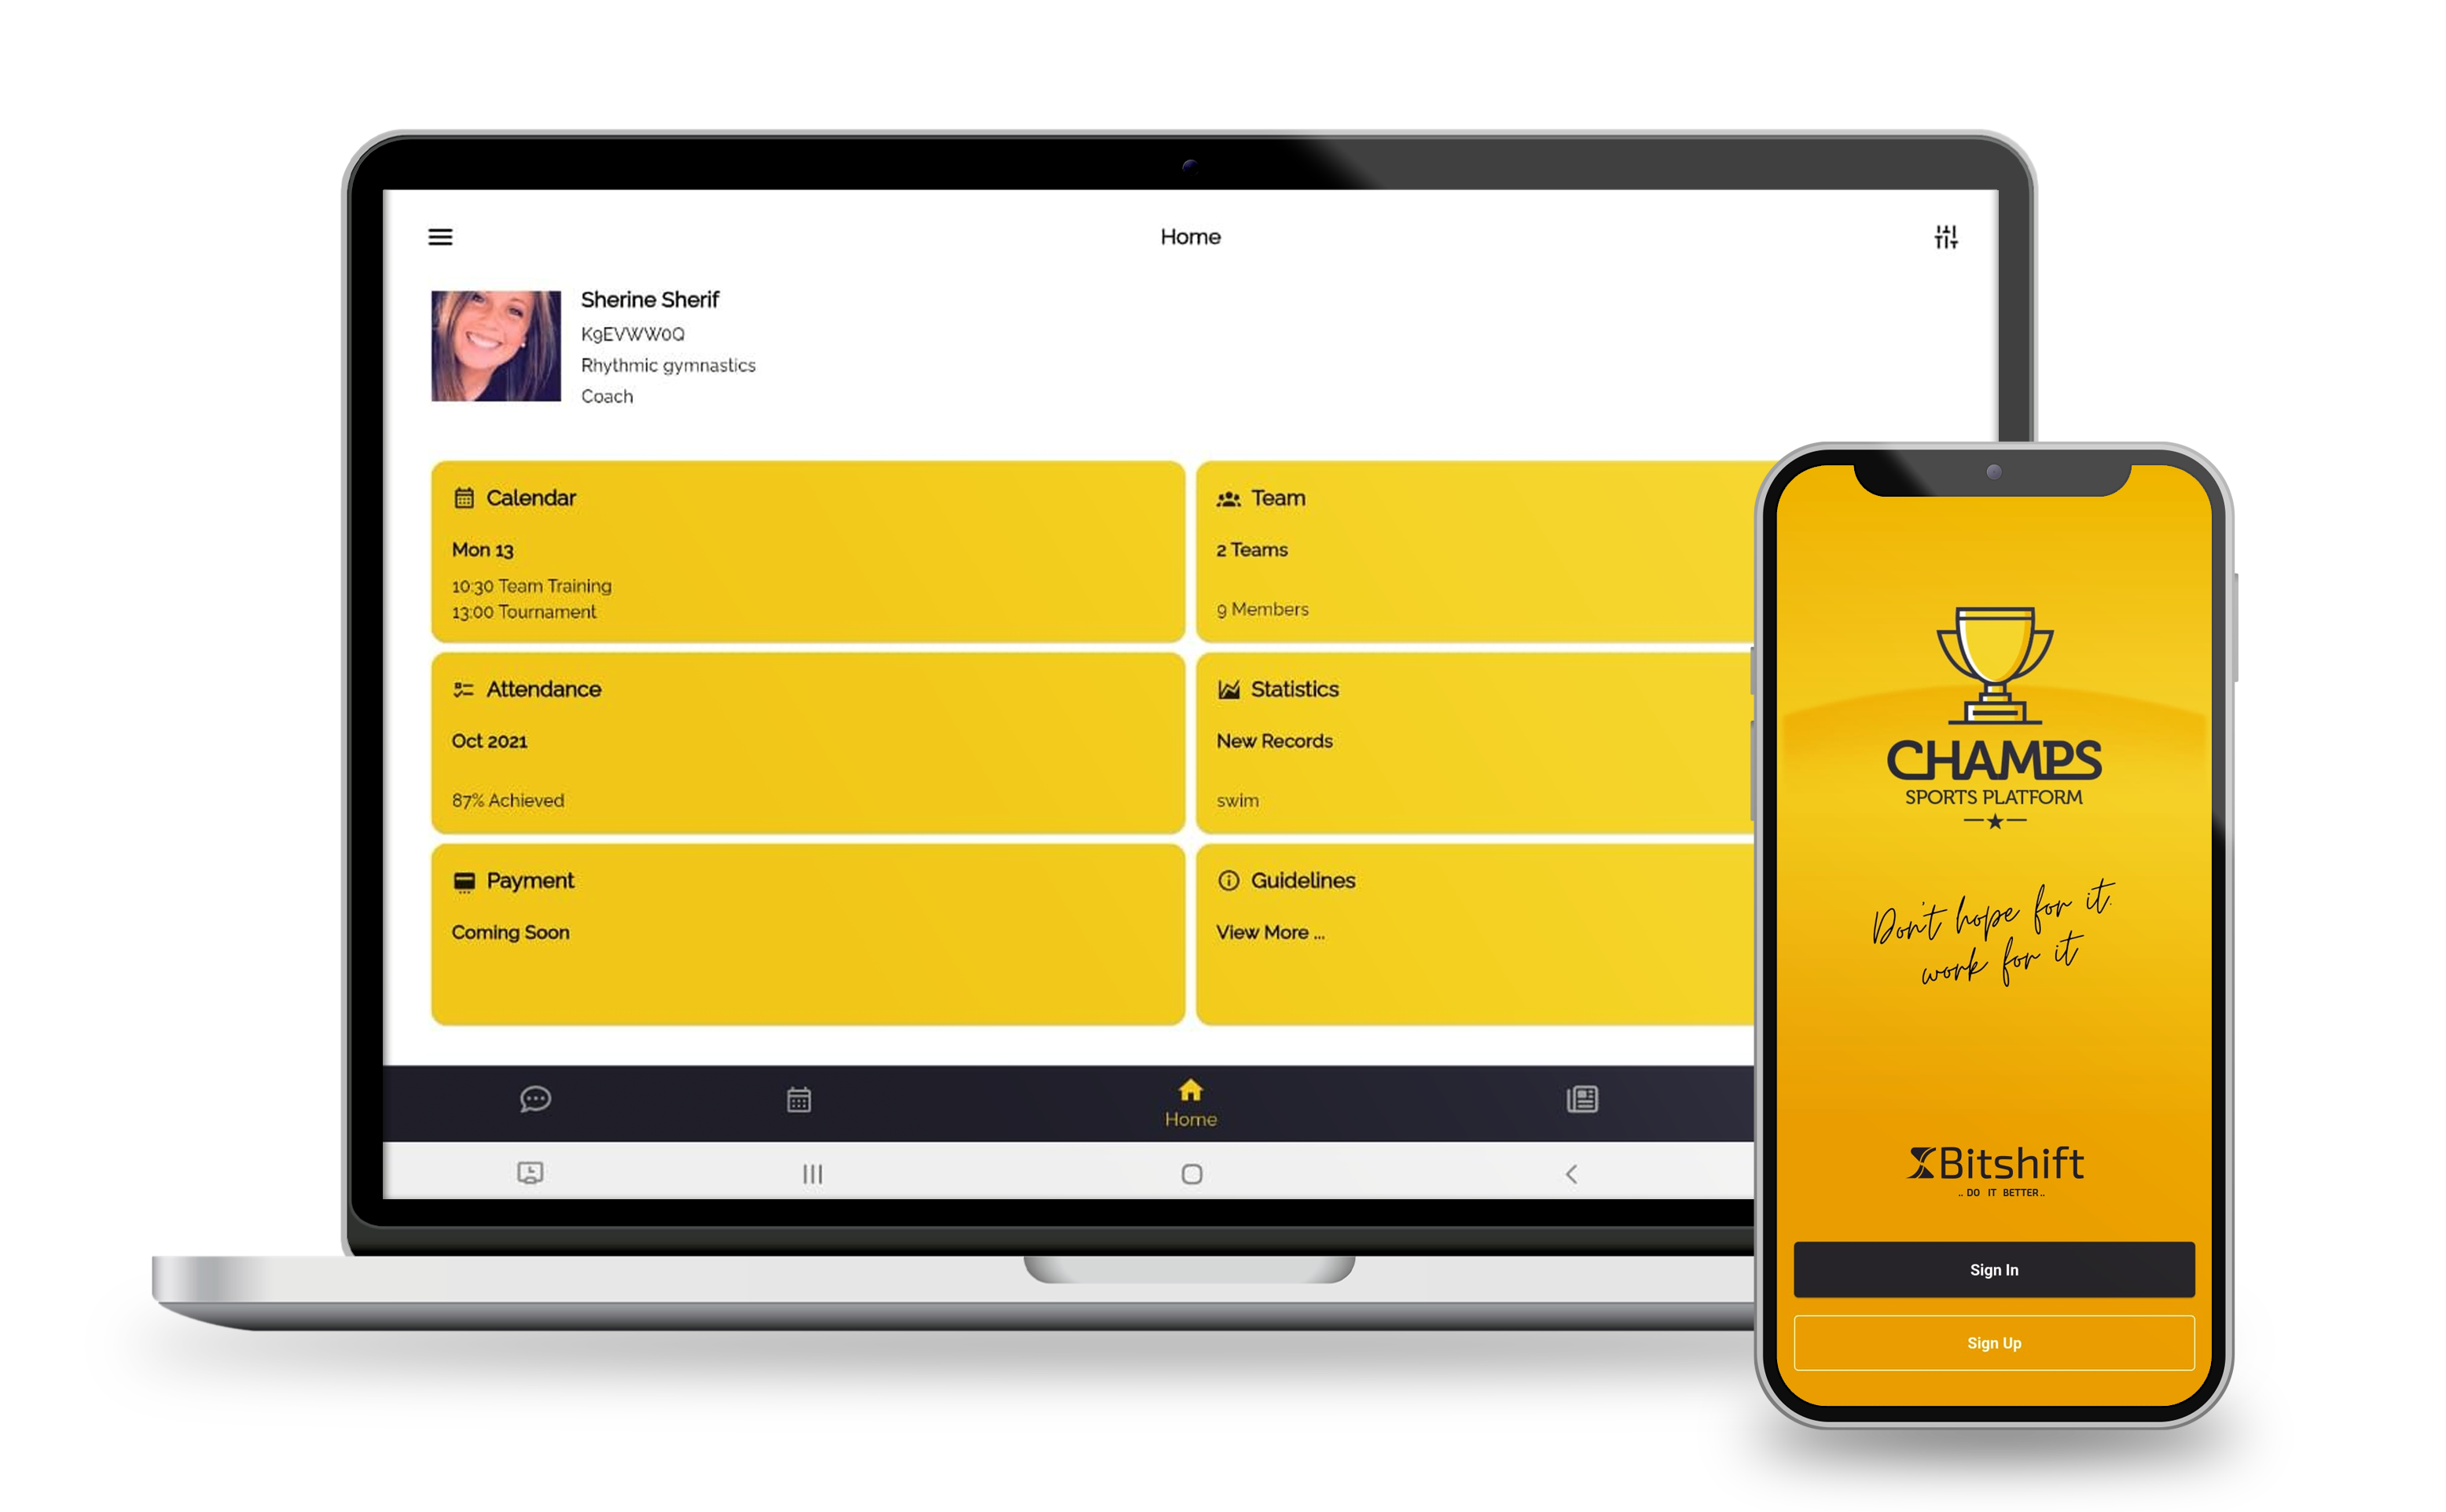 Home
Sherine Sherif
K9EVWW0Q
Rhythmic gymnastics
Coach
Calendar
Mon 13
10:30 Team Training
13:00 Tournament
Team
2 Teams
9 Members
Attendance
Oct 2021
87% Achieved
Statistics
New Records
swim
Payment
Coming Soon
Guidelines
View More ...
Home
CHAMPS
SPORTS PLATFORM
Don't hope for it.
work for it
Bitshift
.. DO IT BETTER ..
Sign In
Sign Up